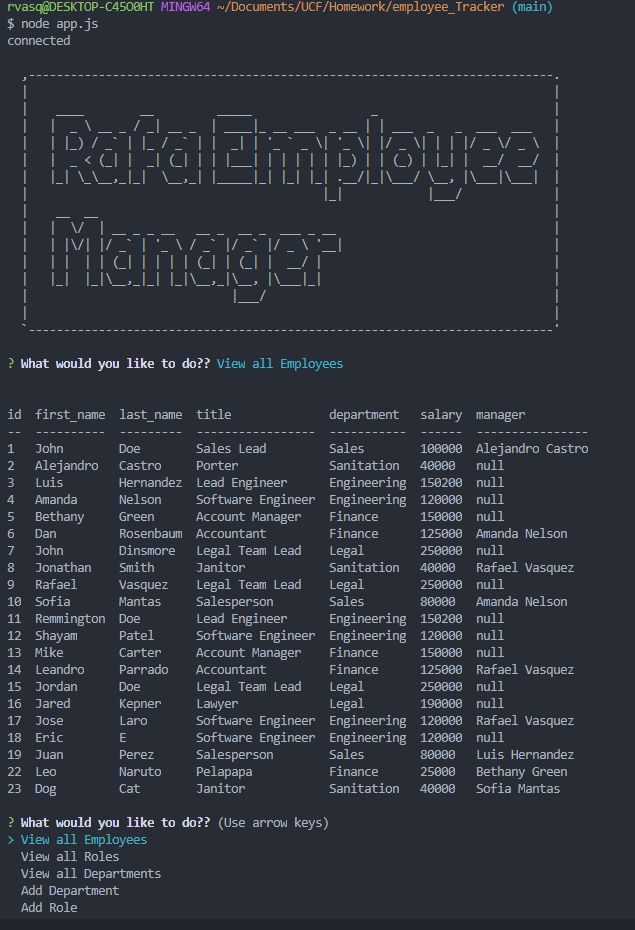 rvasq@DESKTOP-C45O0HT MINGW64 ~/Documents/UCF/Homework/employee_Tracker (main)
$ node app.js
connected
Rafa Employee
Manager
? What would you like to do?? View all Employees
id first_name last_name title department salary manager
-- ---------- --------- ----------------- ----------- ------ ----------------
1 John Doe Sales Lead Sales 100000 Alejandro Castro
2 Alejandro Castro Porter Sanitation 40000 null
3 Luis Hernandez Lead Engineer Engineering 150200 null
4 Amanda Nelson Software Engineer Engineering 120000 null
5 Bethany Green Account Manager Finance 150000 null
6 Dan Rosenbaum Accountant Finance 125000 Amanda Nelson
7 John Dinsmore Legal Team Lead Legal 250000 null
8 Jonathan Smith Janitor Sanitation 40000 Rafael Vasquez
9 Rafael Vasquez Legal Team Lead Legal 250000 null
10 Sofia Mantas Salesperson Sales 80000 Amanda Nelson
11 Remmington Doe Lead Engineer Engineering 150200 null
12 Shayam Patel Software Engineer Engineering 120000 null
13 Mike Carter Account Manager Finance 150000 null
14 Leandro Parrado Accountant Finance 125000 Rafael Vasquez
15 Jordan Doe Legal Team Lead Legal 250000 null
16 Jared Kepner Lawyer Legal 190000 null
17 Jose Laro Software Engineer Engineering 120000 Rafael Vasquez
18 Eric E Software Engineer Engineering 120000 null
19 Juan Perez Salesperson Sales 80000 Luis Hernandez
22 Leo Naruto Pelapapa Finance 25000 Bethany Green
23 Dog Cat Janitor Sanitation 40000 Sofia Mantas
? What would you like to do?? (Use arrow keys)
> View all Employees
View all Roles
View all Departments
Add Department
Add Role